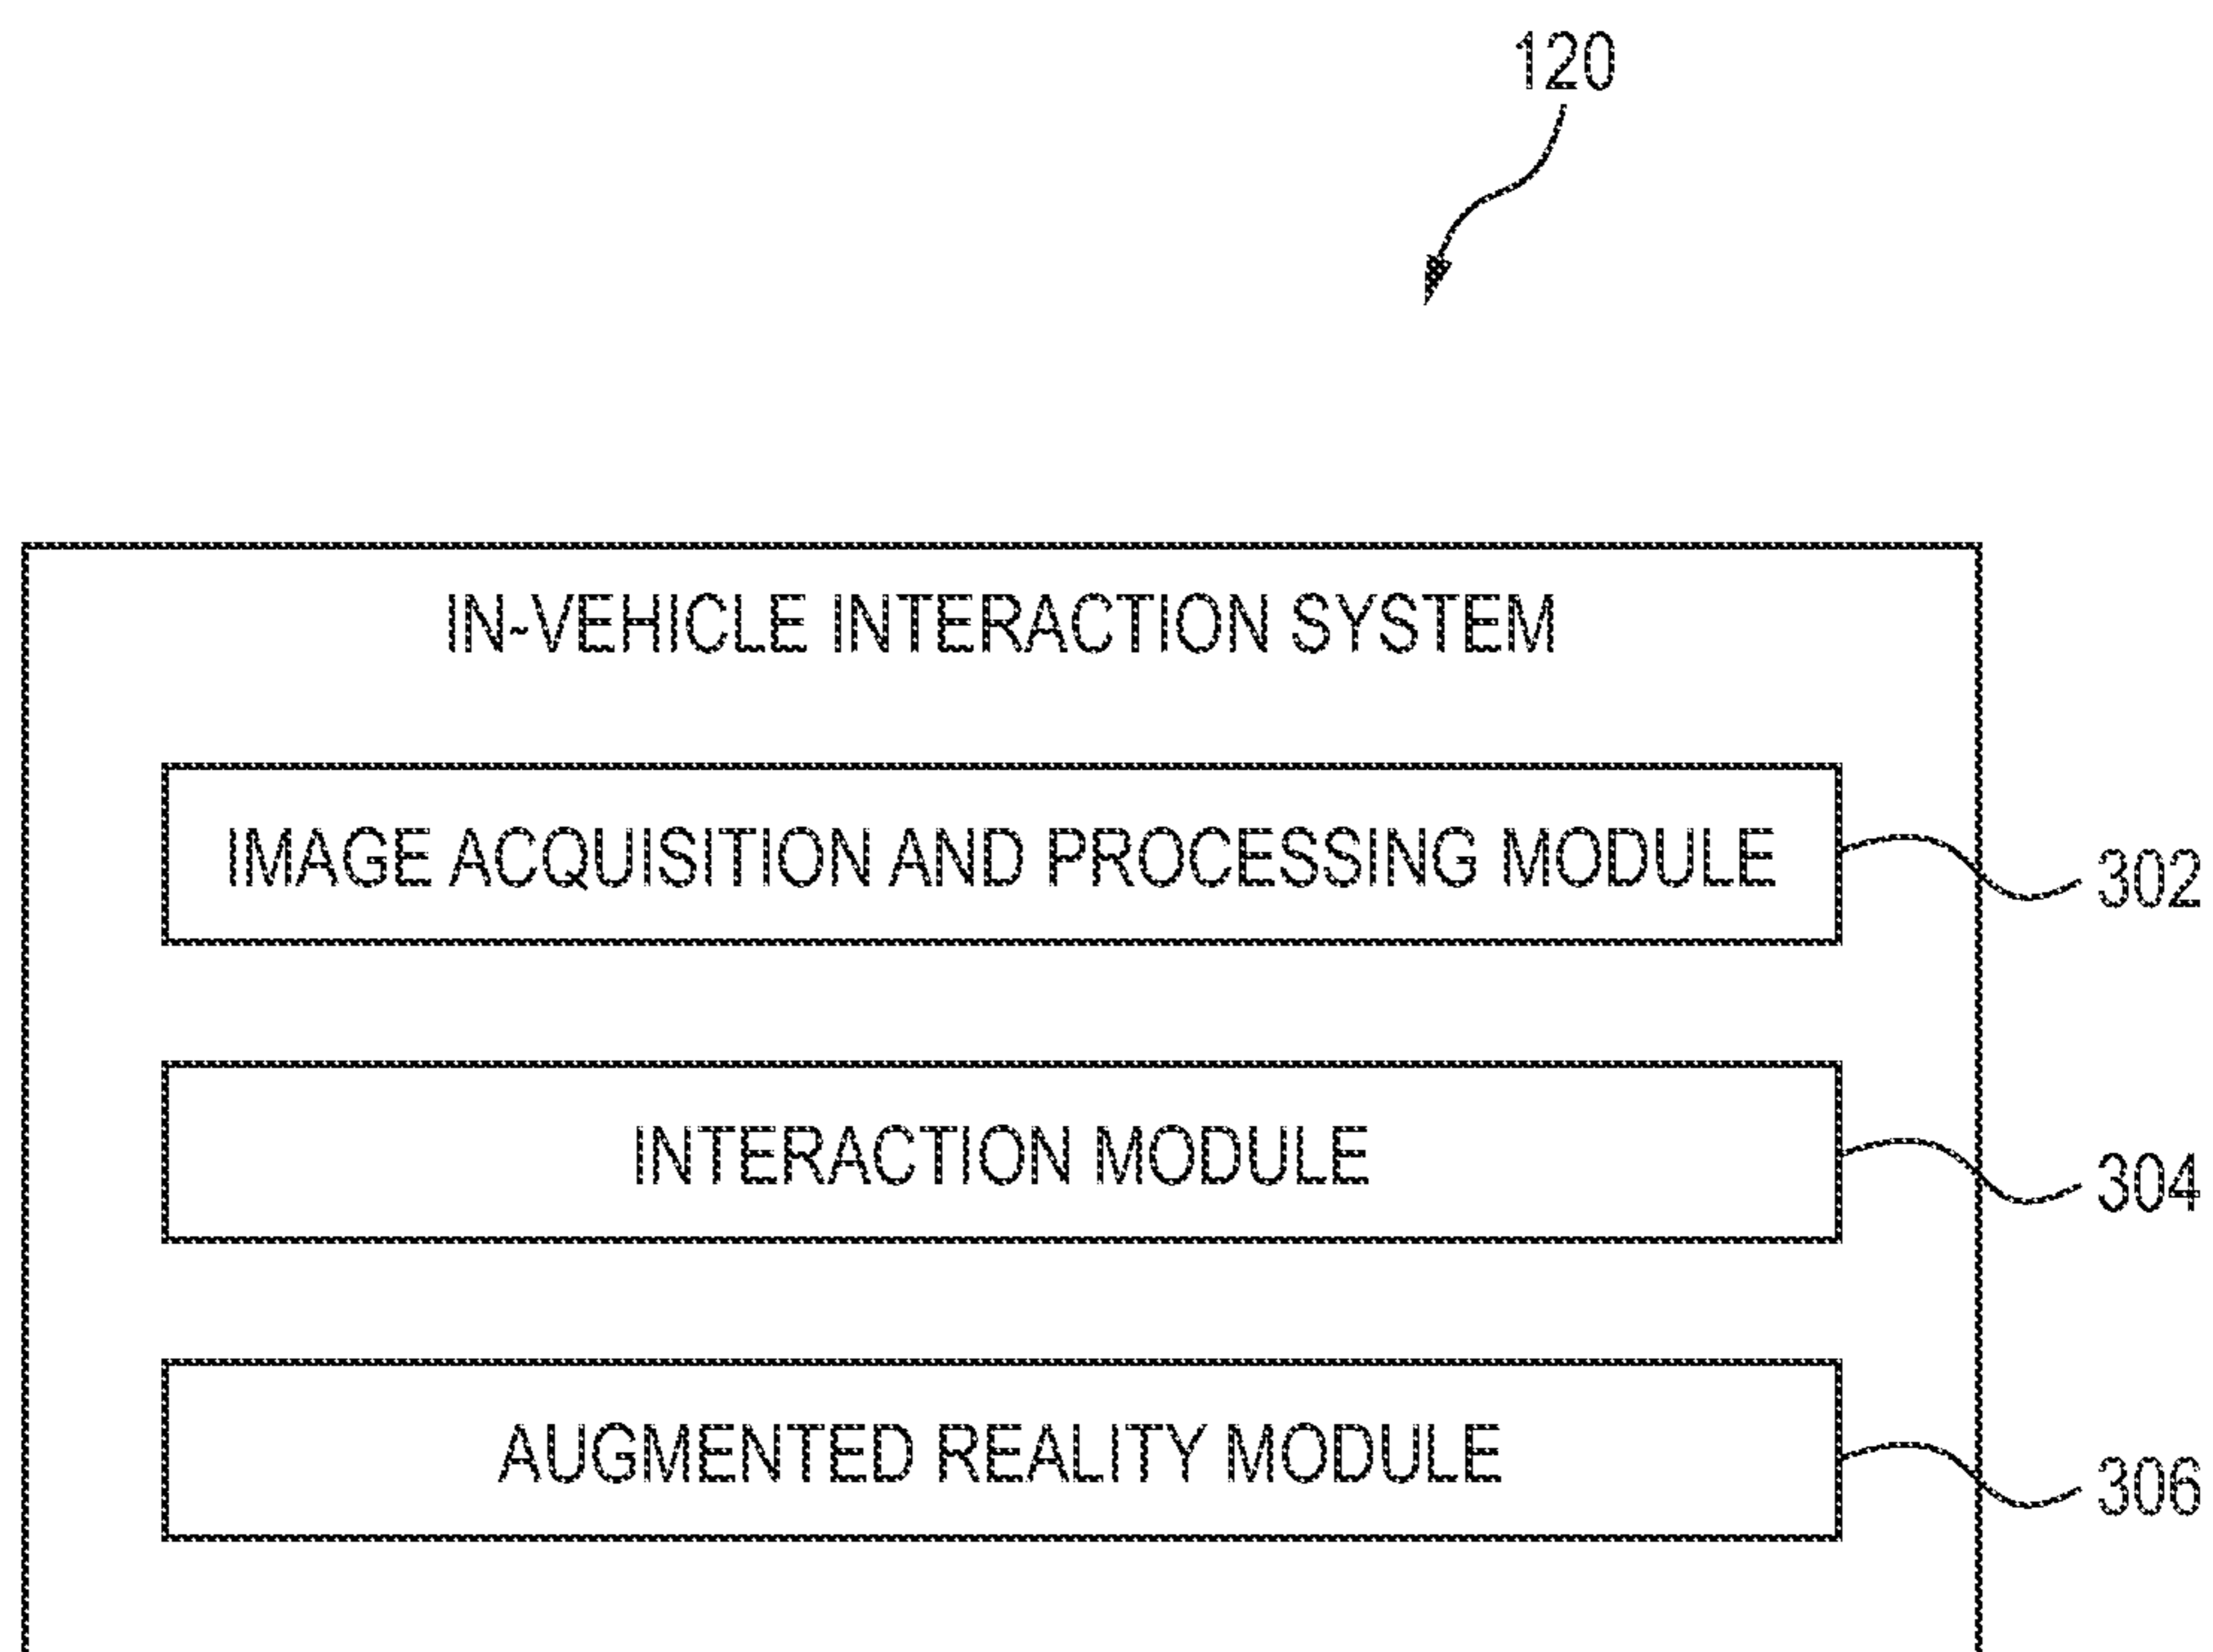 120
IN-VEHICLE INTERACTION SYSTEM
IMAGE ACQUISITION AND PROCESSING MODULE
302
INTERACTION MODULE
304
AUGMENTED REALITY MODULE
306